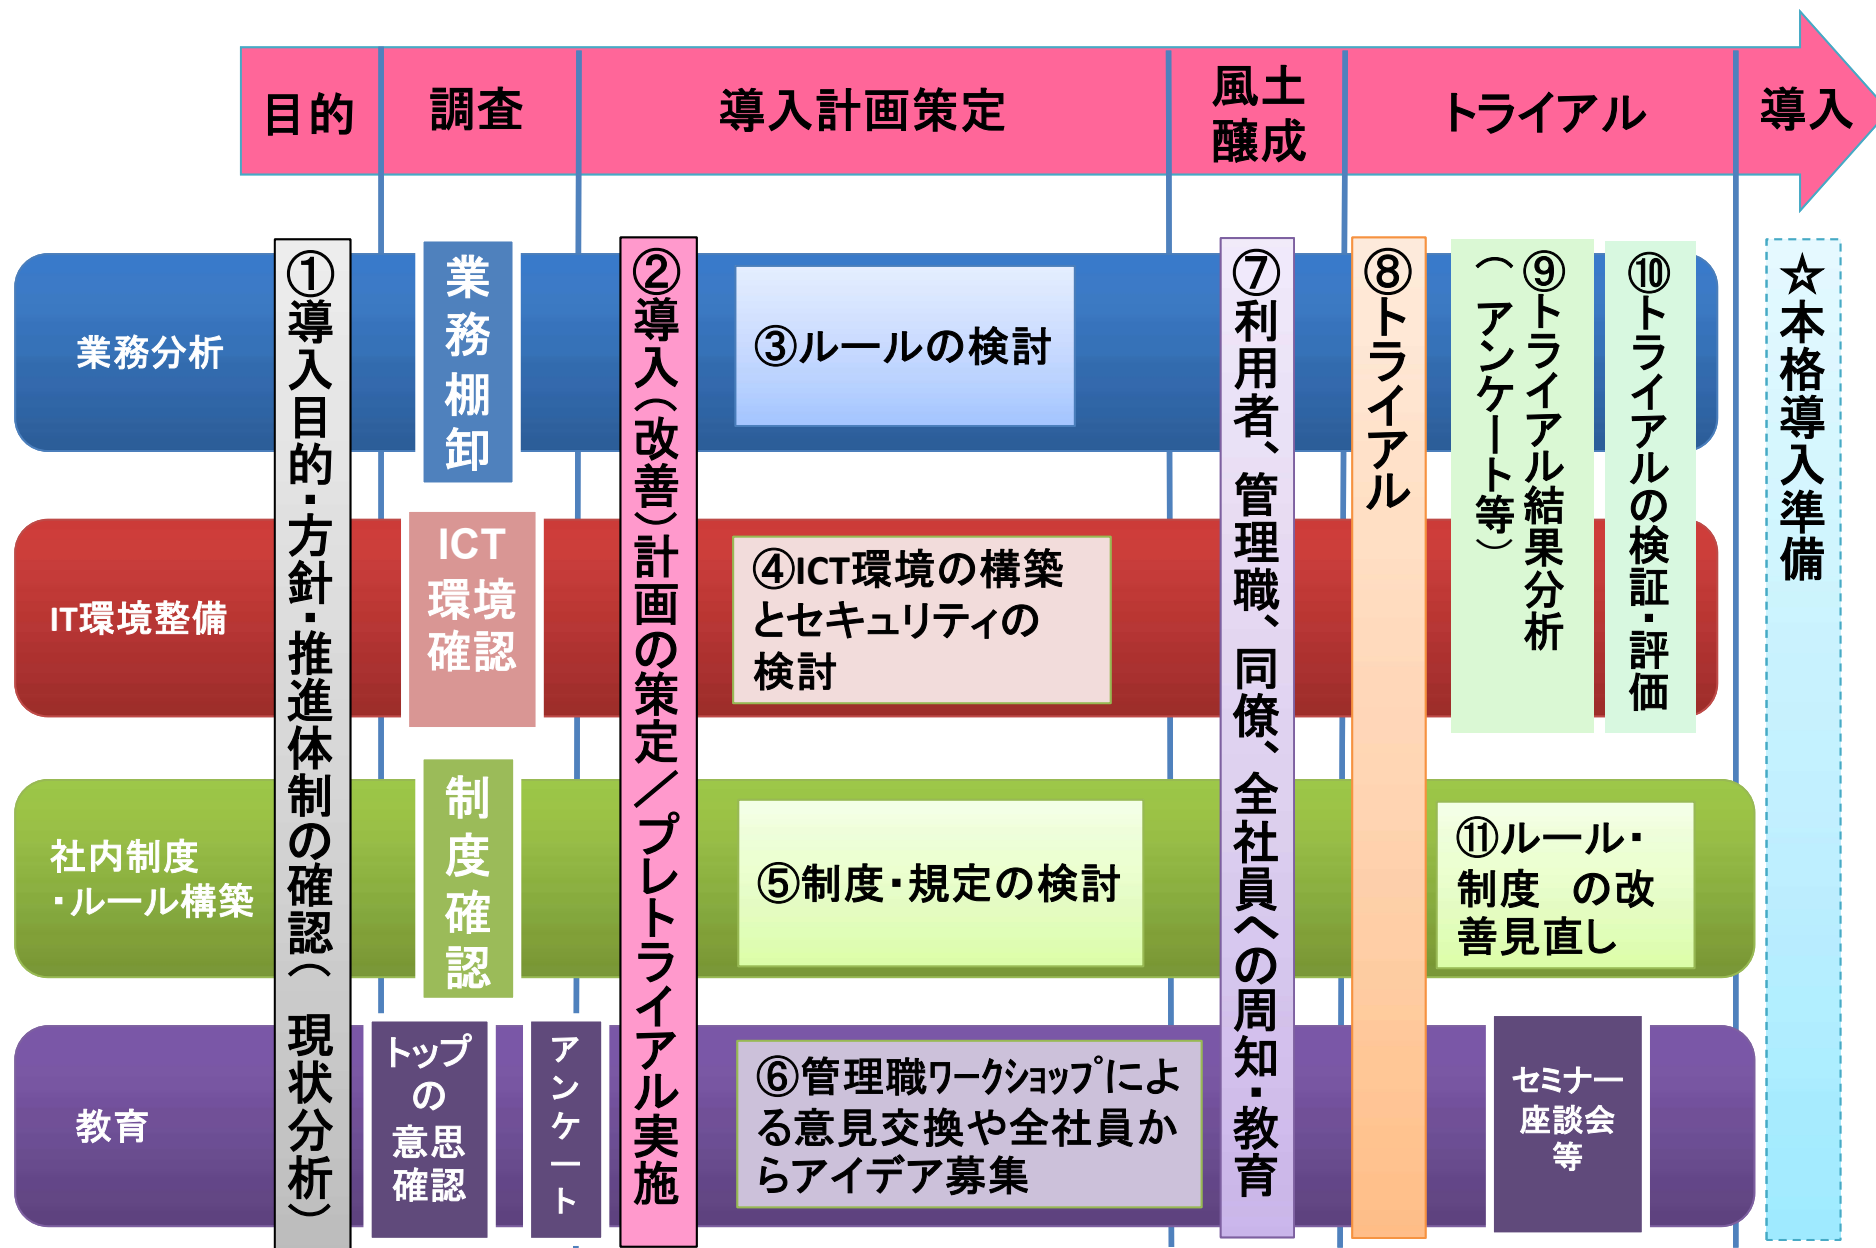 目的
調査
導入計画策定
風土
醸成
トライアル
導入
業務分析
IT環境整備
社内制度
・ルール構築
教育
①導入目的・方針・推進体制の確認（　現状分析）
業務棚卸
ICT
環境
確認
制度確認
トップ
の
意思
確認
アンケート
②導入（改善）計画の策定／プレトライアル実施
③ルールの検討
④ICT環境の構築
とセキュリティの
検討
⑤制度・規定の検討
⑥管理職ワークショップによ
る意見交換や全社員か
らアイデア募集
⑦利用者、管理職、同僚、全社員への周知・教育
⑧トライアル
⑨トライアル結果分析
（　アンケート等）
⑩トライアルの検証・評価
⑪ルール・
制度　の改
善見直し
セミナー
座談会
等
☆本格導入準備